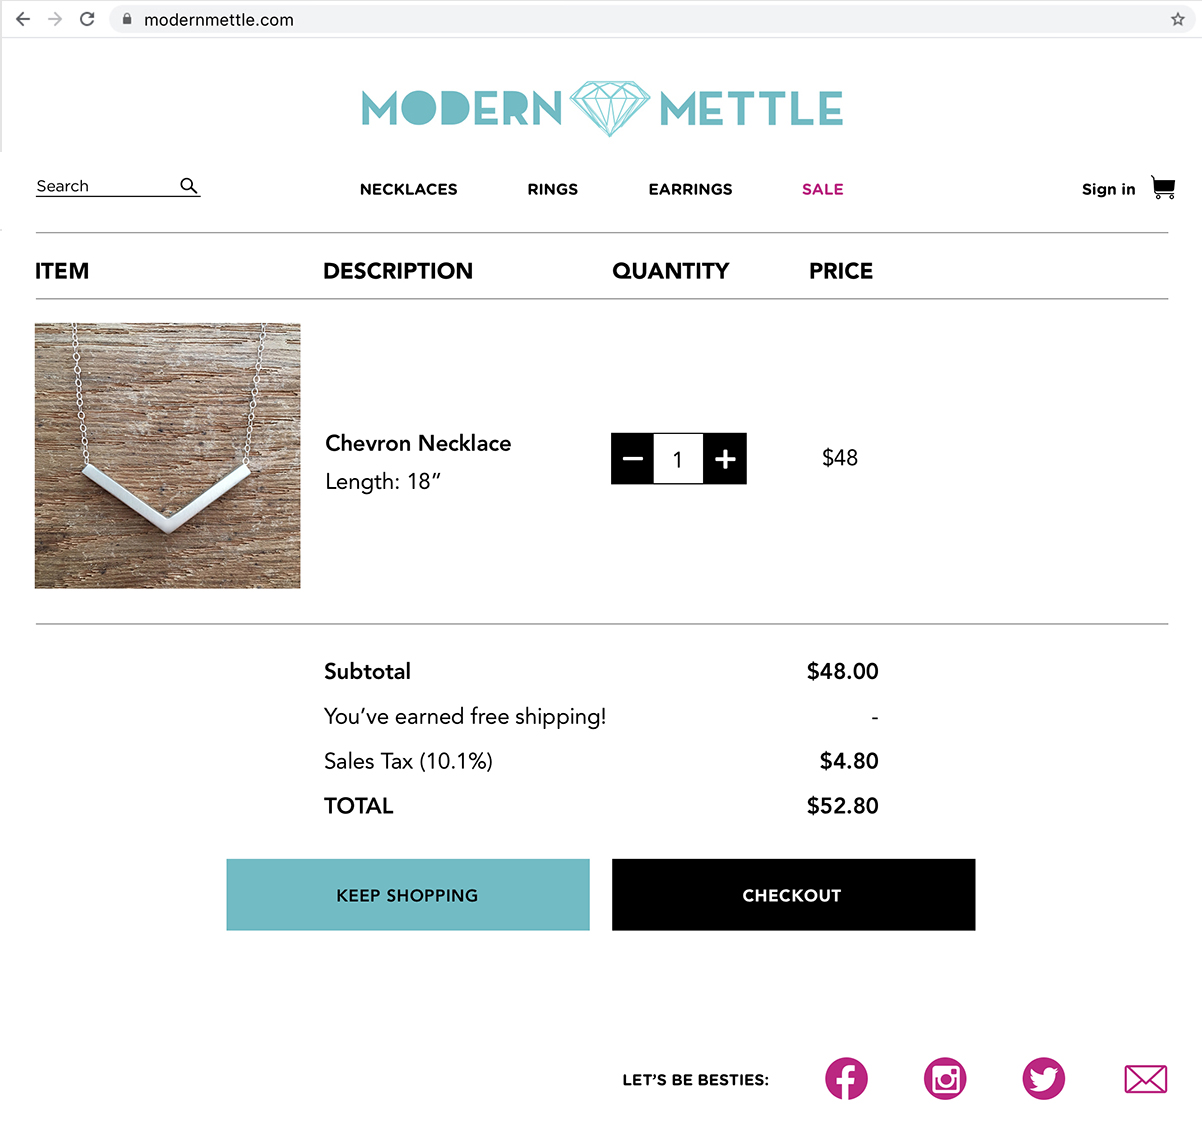 modernmettle.com
MODERN METTLE
Search
NECKLACES RINGS EARRINGS SALE
Sign in
ITEM DESCRIPTION QUANTITY PRICE
Chevron Necklace
Length: 18”
1
$48
Subtotal $48.00
You’ve earned free shipping! -
Sales Tax (10.1%) $4.80
TOTAL $52.80
KEEP SHOPPING CHECKOUT
LET’S BE BESTIES: